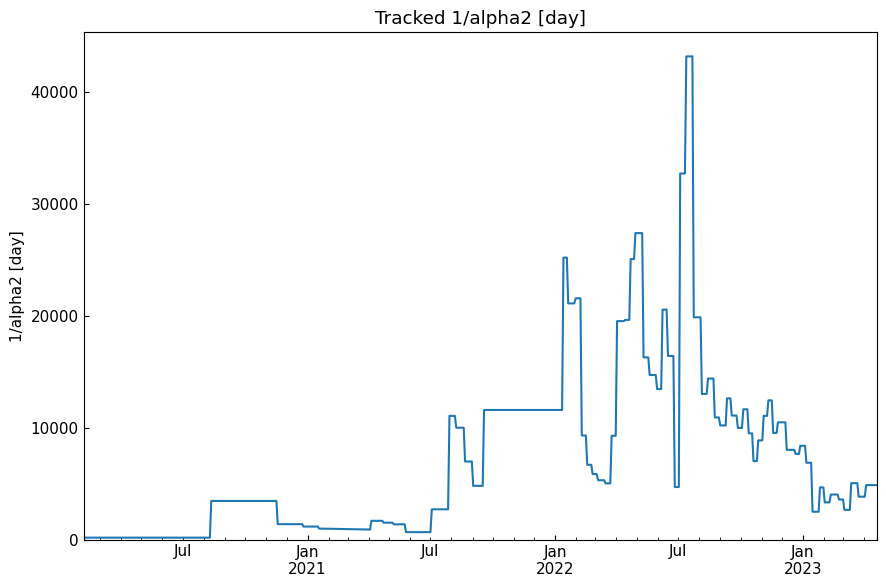 Tracked 1/alpha2 [day]
1/alpha2 [day]
40000
30000
20000
10000
0
Jul
Jan
2021
Jul
Jan
2022
Jul
Jan
2023